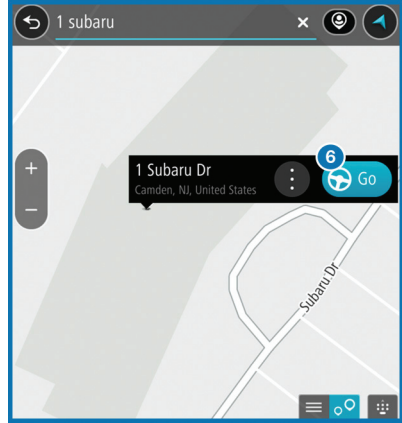 1 subaru
6
1 Subaru Dr
Go
Camden, NJ, United States
Subaru Dr